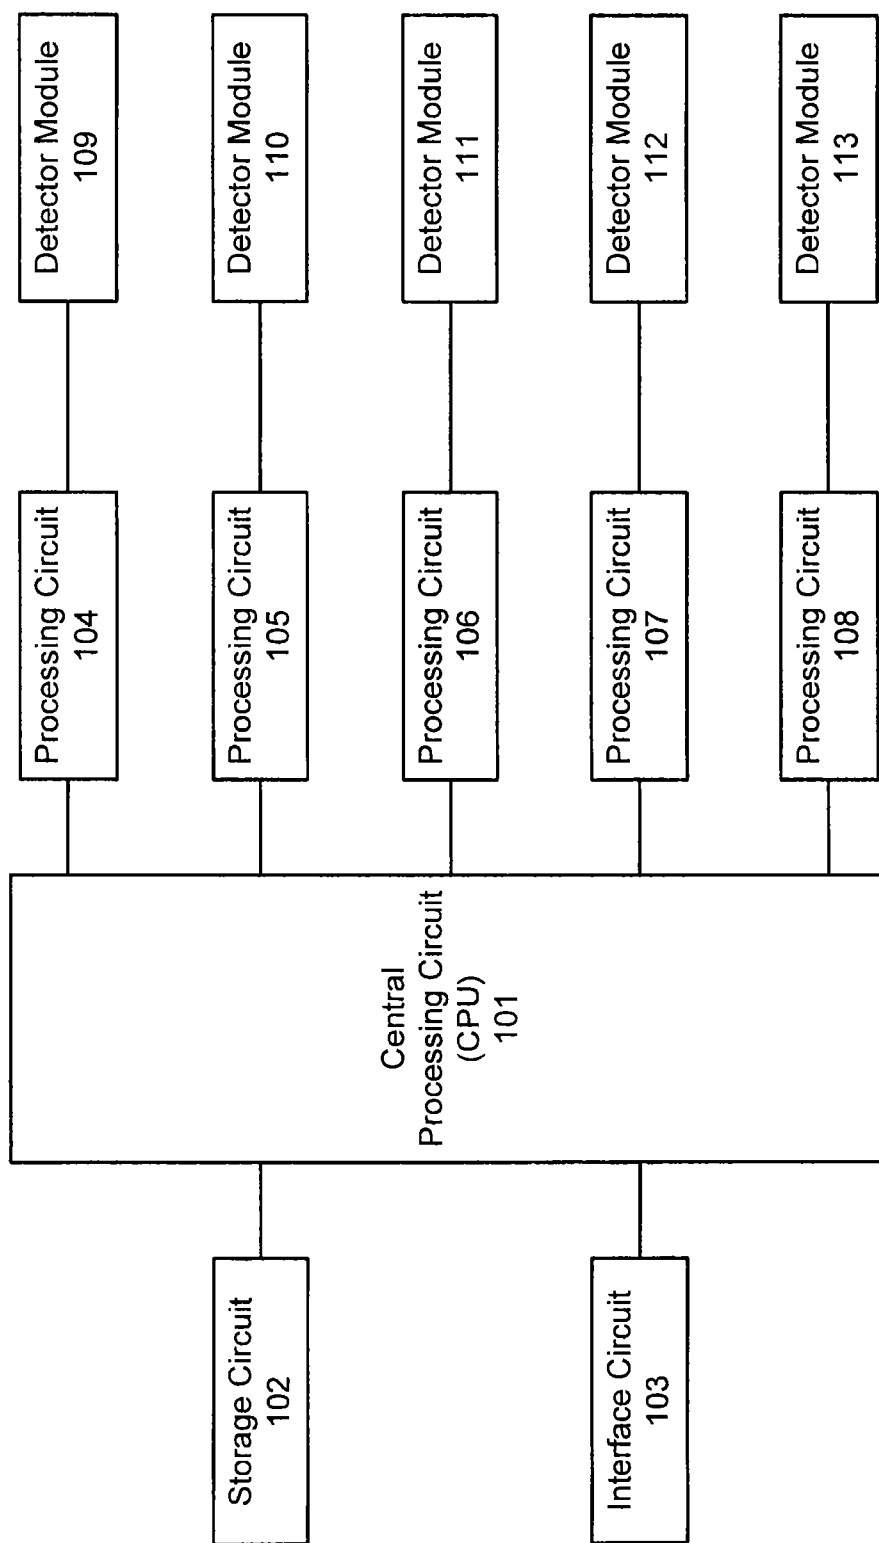 Storage Circuit
102
Interface Circuit
103
Central
Processing Circuit
(CPU)
101
Processing Circuit
104
Processing Circuit
105
Processing Circuit
106
Processing Circuit
107
Processing Circuit
108
Detector Module
109
Detector Module
110
Detector Module
111
Detector Module
112
Detector Module
113